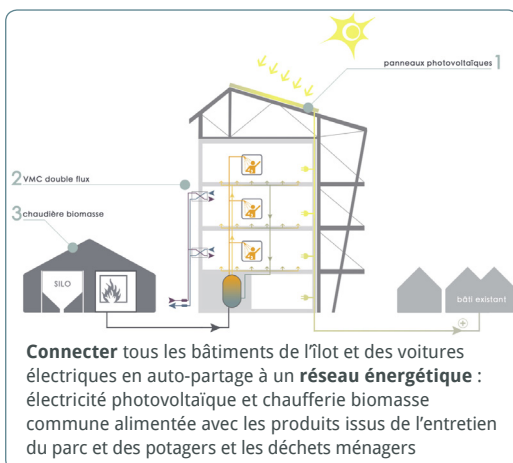 panneaux photovoltaïques 1
2 VMC double flux
3 chaudière biomasse
SILO
bâti existant
Connecter tous les bâtiments de l'îlot et des voitures
électriques en auto-partage à un réseau énergétique :
électricité photovoltaïque et chaufferie biomasse
commune alimentée avec les produits issus de l'entretien
du parc et des potagers et les déchets ménagers